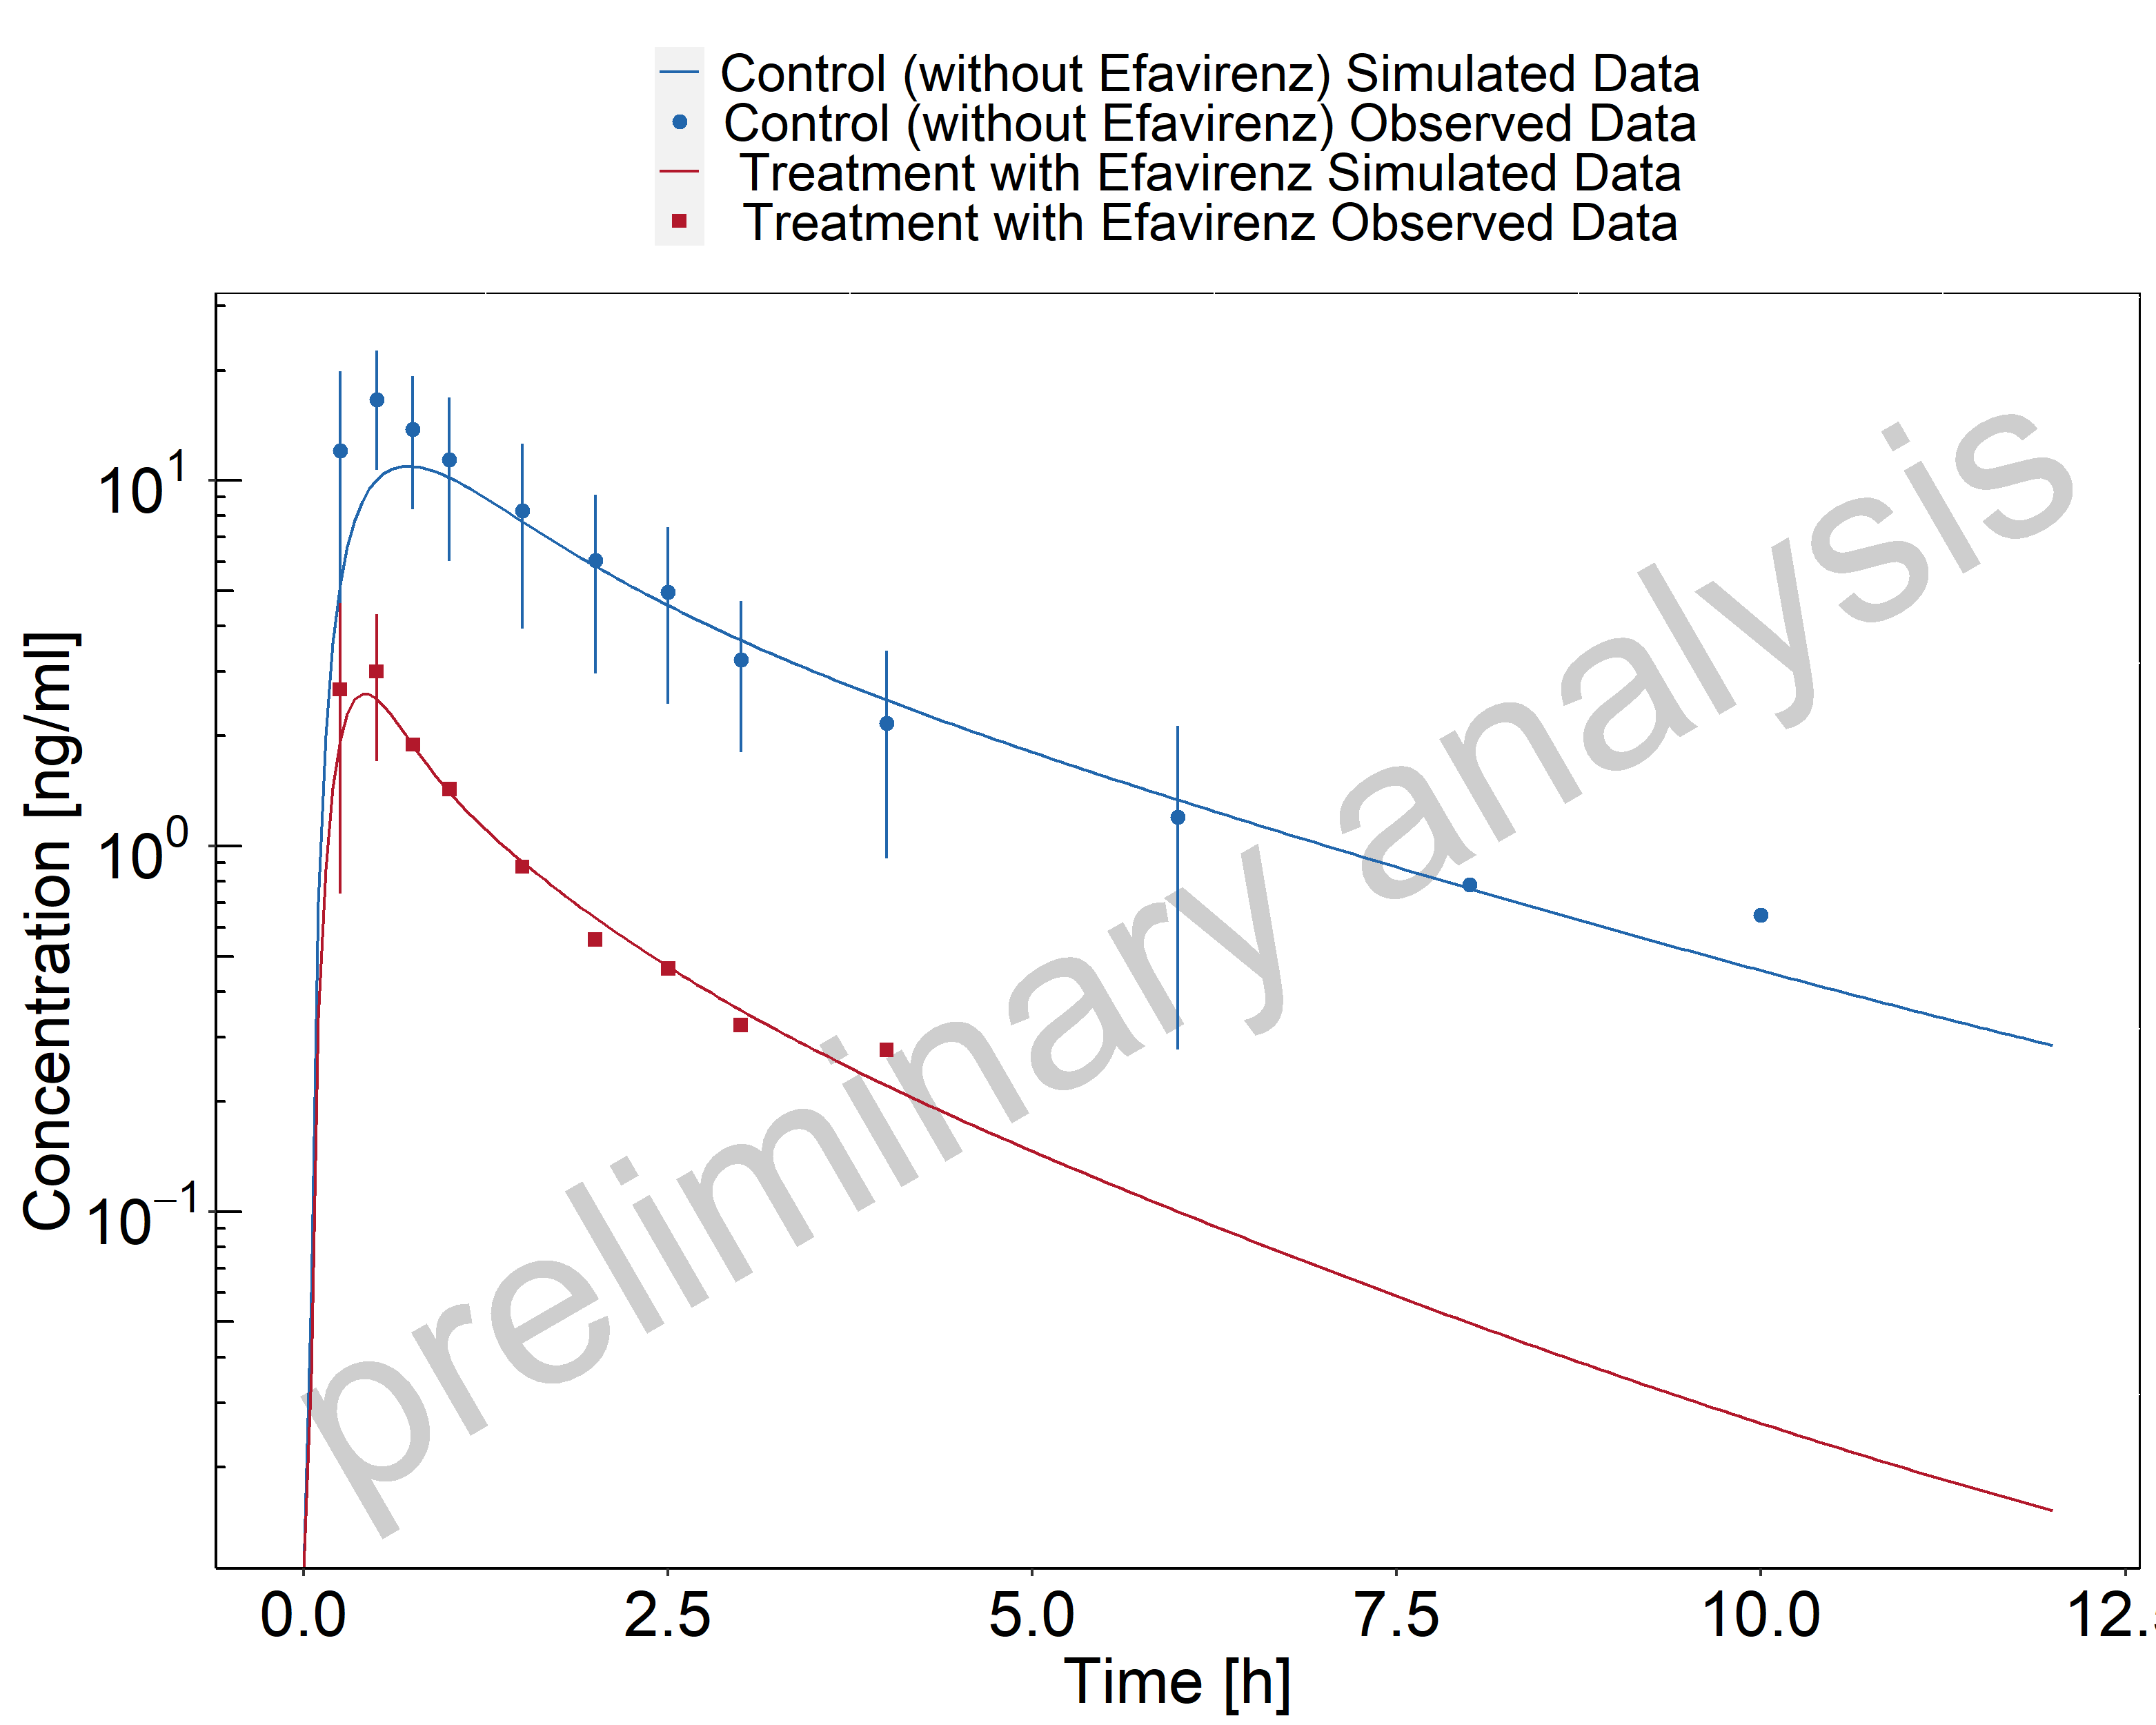 Control (without Efavirenz) Simulated Data
Control (without Efavirenz) Observed Data
Treatment with Efavirenz Simulated Data
Treatment with Efavirenz Observed Data
Concentration [ng/ml]
10¹
10⁰
10⁻¹
preliminary analysis
0.0 2.5 5.0 7.5 10.0 12.
Time [h]